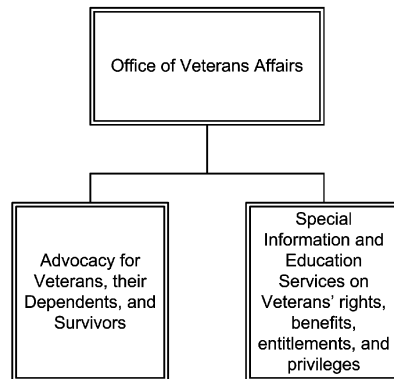 Office of Veterans Affairs
Advocacy for
Veterans, their
Dependents, and
Survivors
Special
Information and
Education
Services on
Veterans' rights,
benefits,
entitlements, and
privileges